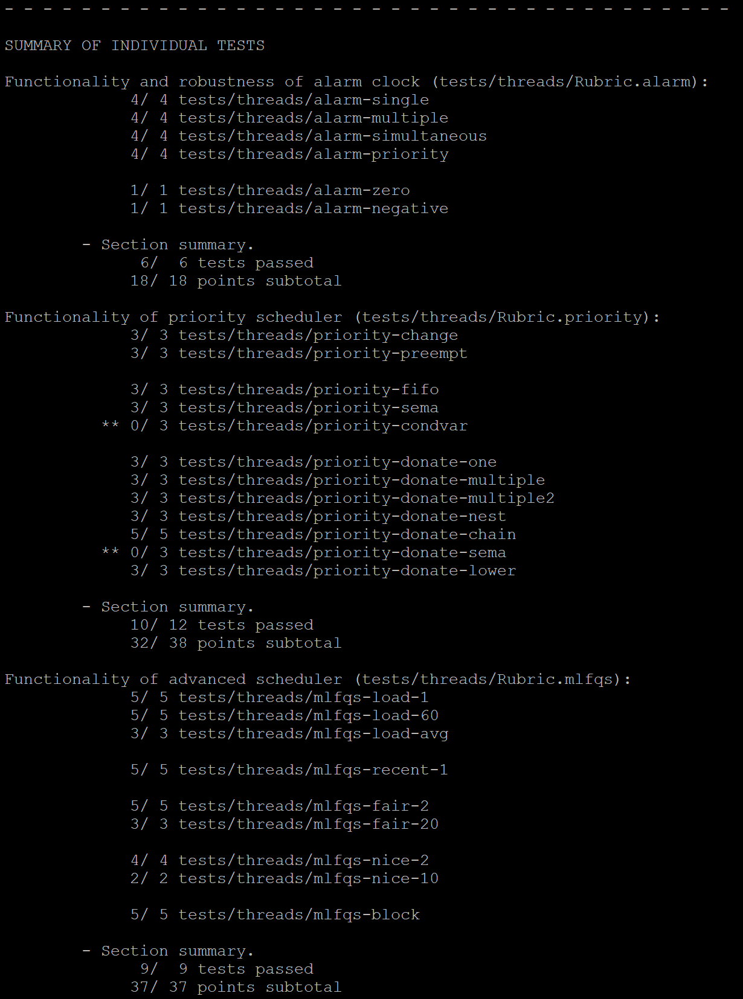 - - - - - - - - - - - - - - - - - - - - - - - - - - - - - - - - - - - - - -
SUMMARY OF INDIVIDUAL TESTS
Functionality and robustness of alarm clock (tests/threads/Rubric.alarm):
4/ 4 tests/threads/alarm-single
4/ 4 tests/threads/alarm-multiple
4/ 4 tests/threads/alarm-simultaneous
4/ 4 tests/threads/alarm-priority
1/ 1 tests/threads/alarm-zero
1/ 1 tests/threads/alarm-negative
- Section summary.
6/ 6 tests passed
18/ 18 points subtotal
Functionality of priority scheduler (tests/threads/Rubric.priority):
3/ 3 tests/threads/priority-change
3/ 3 tests/threads/priority-preempt
3/ 3 tests/threads/priority-fifo
3/ 3 tests/threads/priority-sema
** 0/ 3 tests/threads/priority-condvar
3/ 3 tests/threads/priority-donate-one
3/ 3 tests/threads/priority-donate-multiple
3/ 3 tests/threads/priority-donate-multiple2
3/ 3 tests/threads/priority-donate-nest
5/ 5 tests/threads/priority-donate-chain
** 0/ 3 tests/threads/priority-donate-sema
3/ 3 tests/threads/priority-donate-lower
- Section summary.
10/ 12 tests passed
32/ 38 points subtotal
Functionality of advanced scheduler (tests/threads/Rubric.mlfqs):
5/ 5 tests/threads/mlfqs-load-1
5/ 5 tests/threads/mlfqs-load-60
3/ 3 tests/threads/mlfqs-load-avg
5/ 5 tests/threads/mlfqs-recent-1
5/ 5 tests/threads/mlfqs-fair-2
3/ 3 tests/threads/mlfqs-fair-20
4/ 4 tests/threads/mlfqs-nice-2
2/ 2 tests/threads/mlfqs-nice-10
5/ 5 tests/threads/mlfqs-block
- Section summary.
9/ 9 tests passed
37/ 37 points subtotal